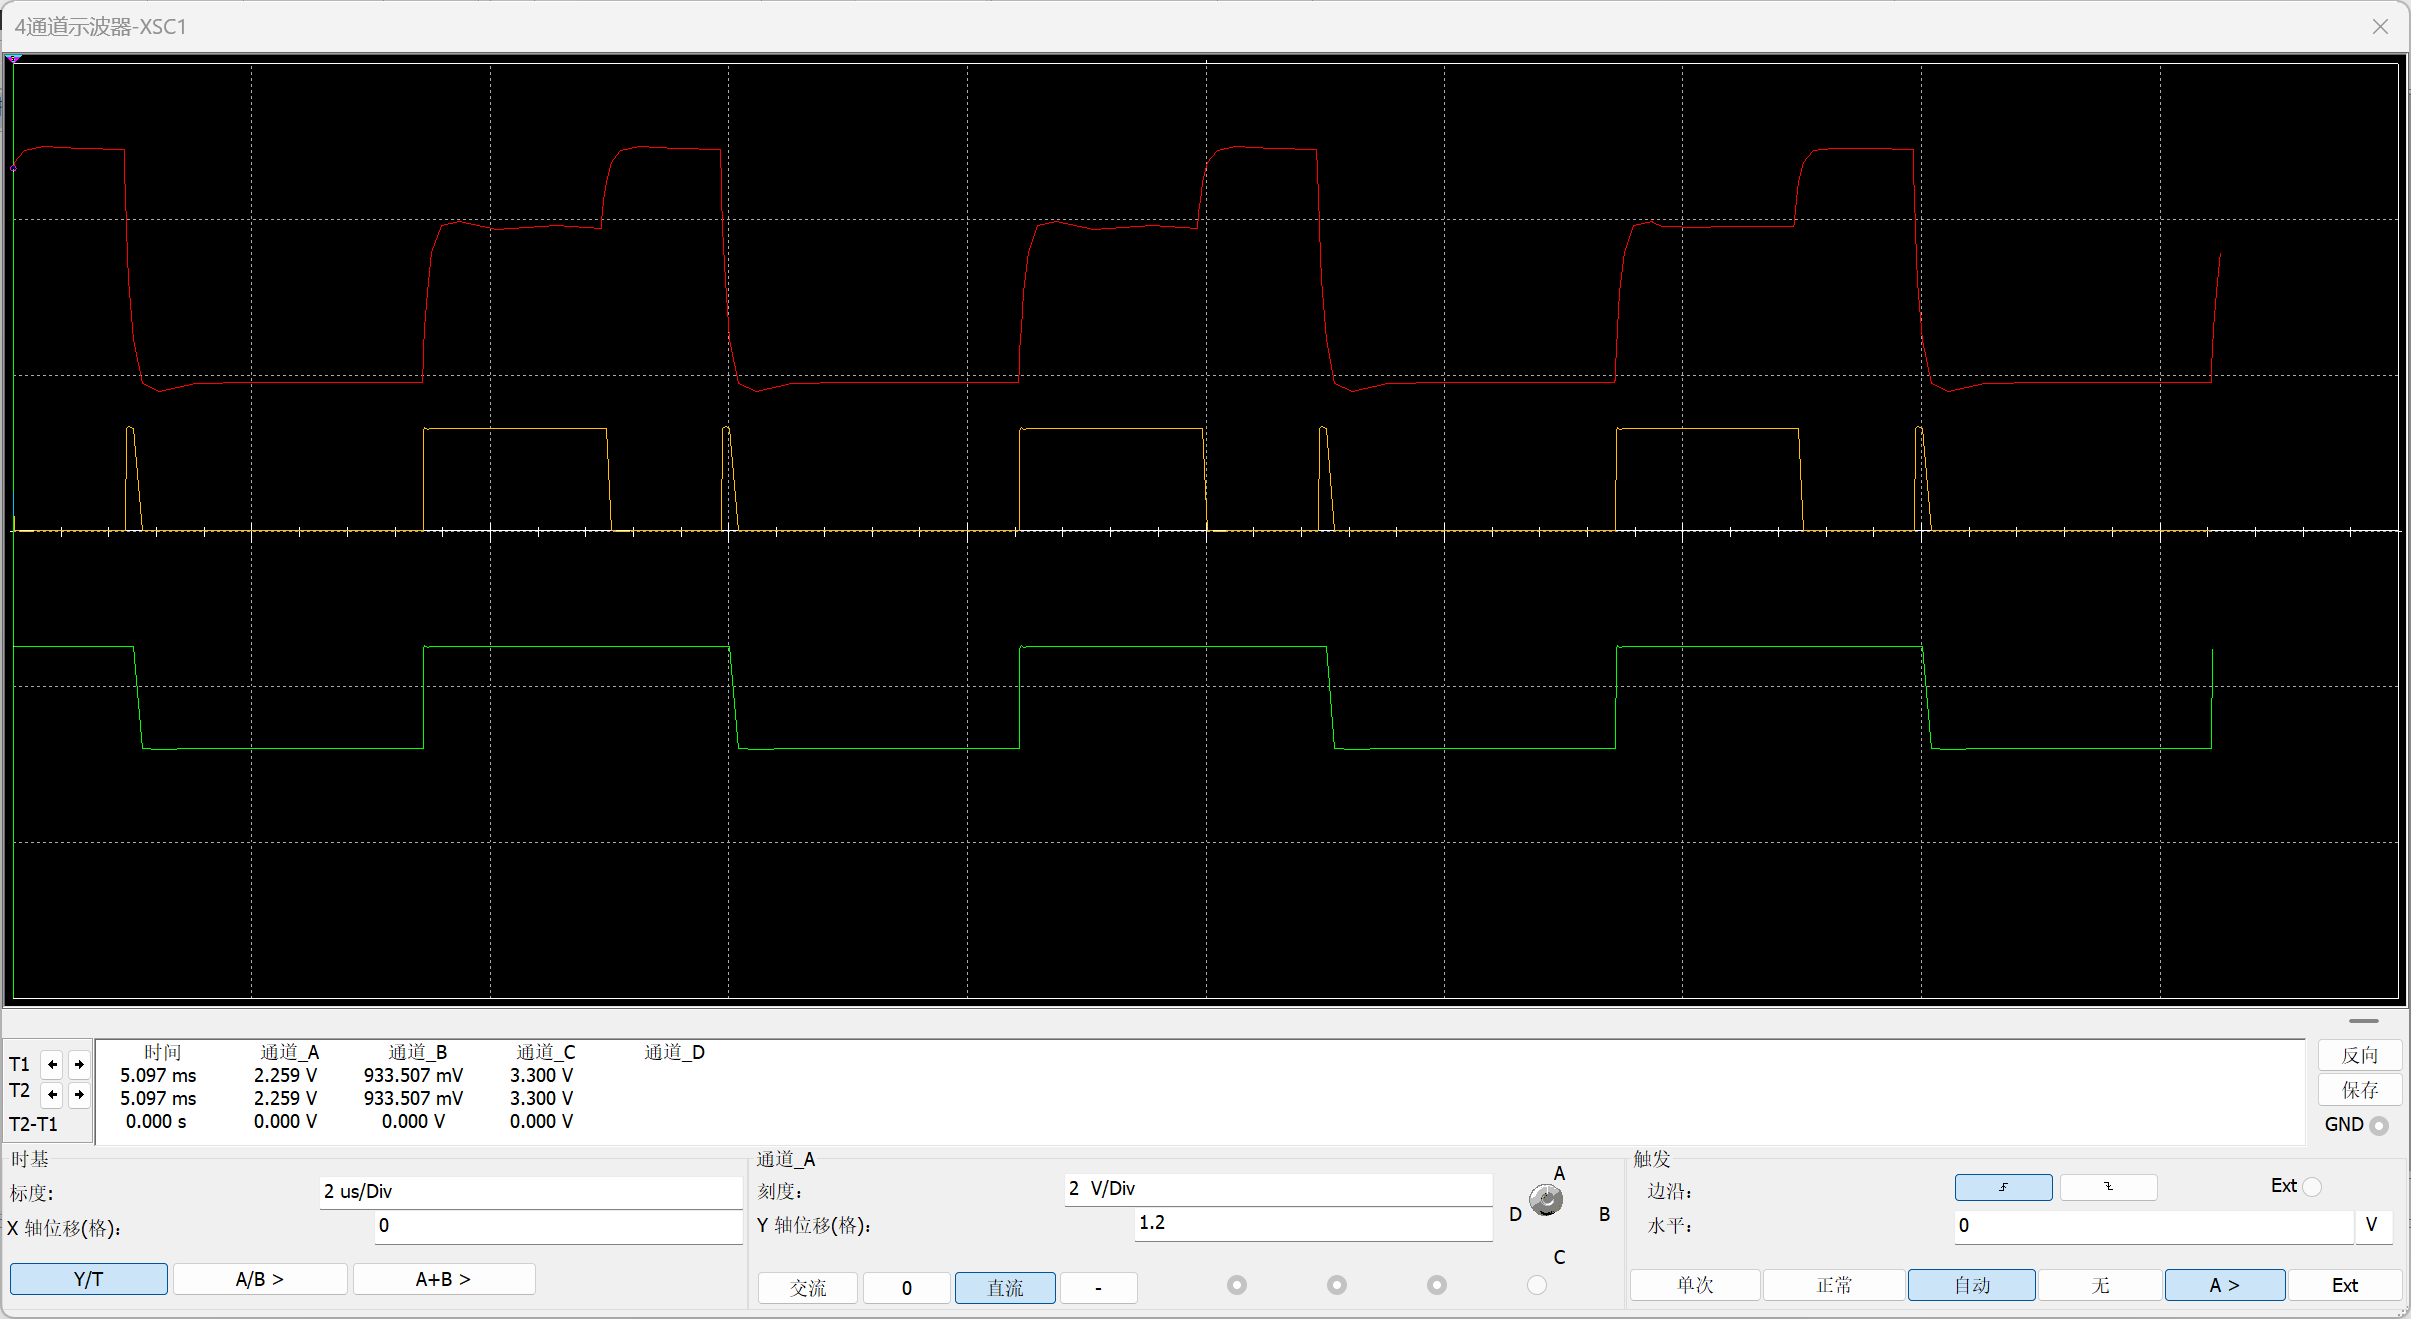 4通道示波器-XSC1
时间 通道_A 通道_B 通道_C 通道_D
T1 5.097 ms 2.259 V 933.507 mV 3.300 V
T2 5.097 ms 2.259 V 933.507 mV 3.300 V
T2-T1 0.000 s 0.000 V 0.000 V 0.000 V
反向
保存
GND
时基
标度: 2 us/Div
X 轴位移(格): 0
Y/T A/B > A+B >
通道_A
刻度: 2 V/Div
Y 轴位移(格): 1.2
交流 0 直流 -
A
D B
C
触发
边沿: Ext
水平: 0 V
单次 正常 自动 无 A > Ext